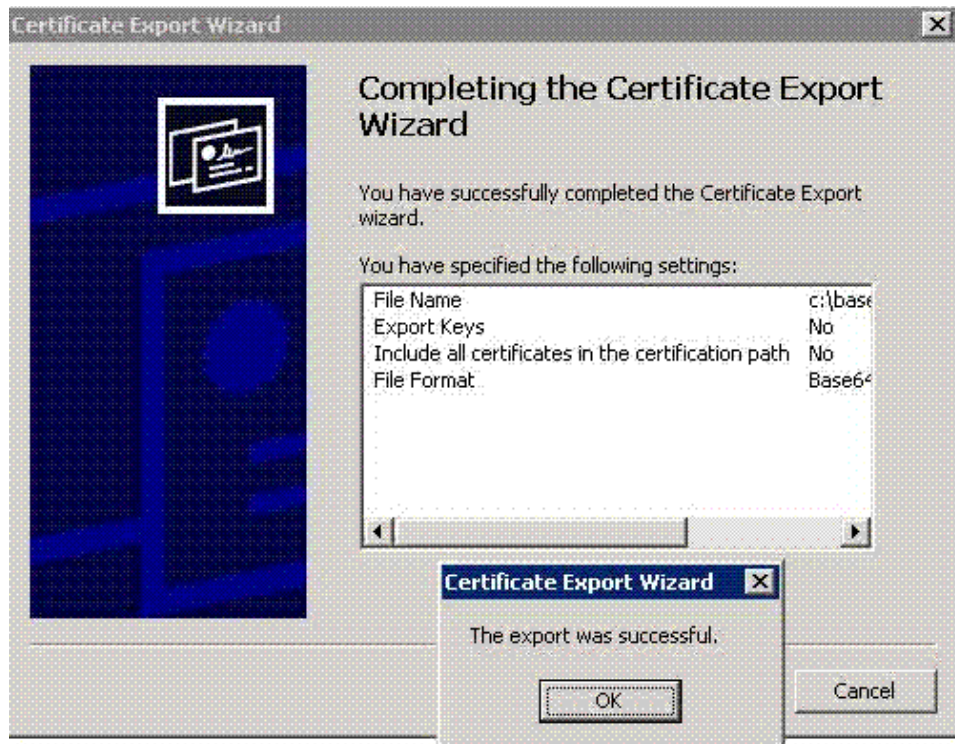 Certificate Export Wizard
Completing the Certificate Export
Wizard
You have successfully completed the Certificate Export
wizard.
You have specified the following settings:
File Name c:\base
Export Keys No
Include all certificates in the certification path No
File Format Base64
Certificate Export Wizard
The export was successful.
OK
Cancel